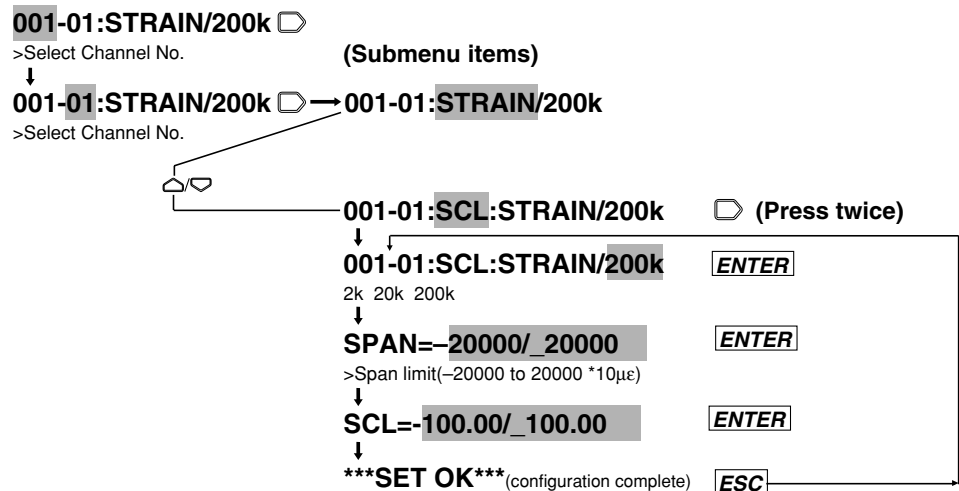 001-01:STRAIN/200k
>Select Channel No.
(Submenu items)
001-01:STRAIN/200k
001-01:STRAIN/200k
>Select Channel No.
/
001-01:SCL:STRAIN/200k
(Press twice)
001-01:SCL:STRAIN/200k
ENTER
2k 20k 200k
SPAN=–20000/_20000
ENTER
>Span limit(–20000 to 20000 *10με)
SCL=-100.00/_100.00
ENTER
***SET OK***(configuration complete)
ESC